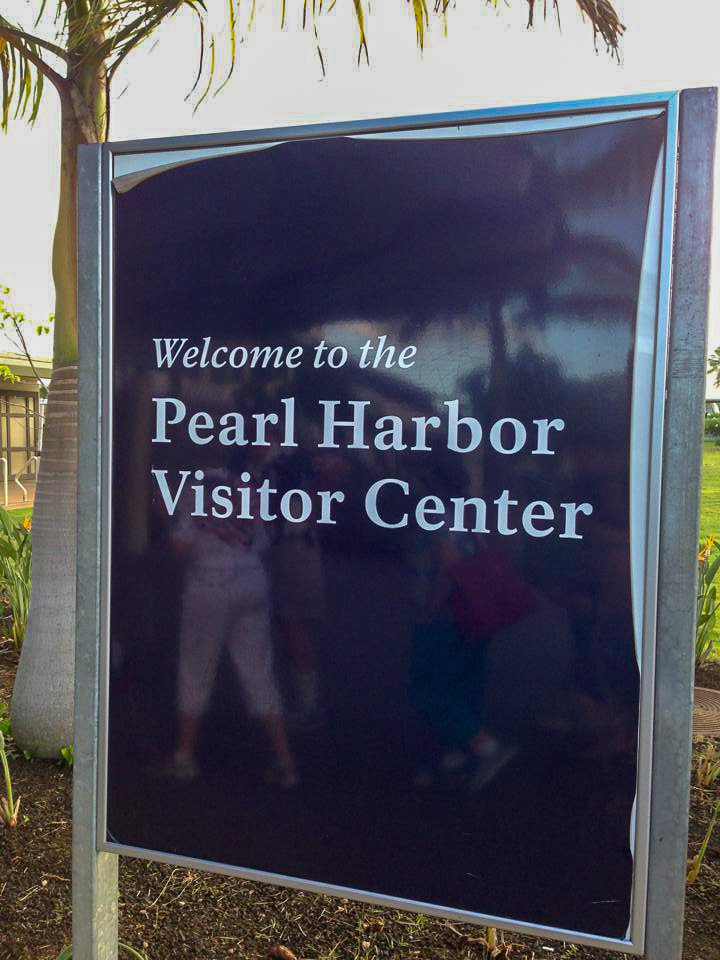 Welcome to the
Pearl Harbor
Visitor Center